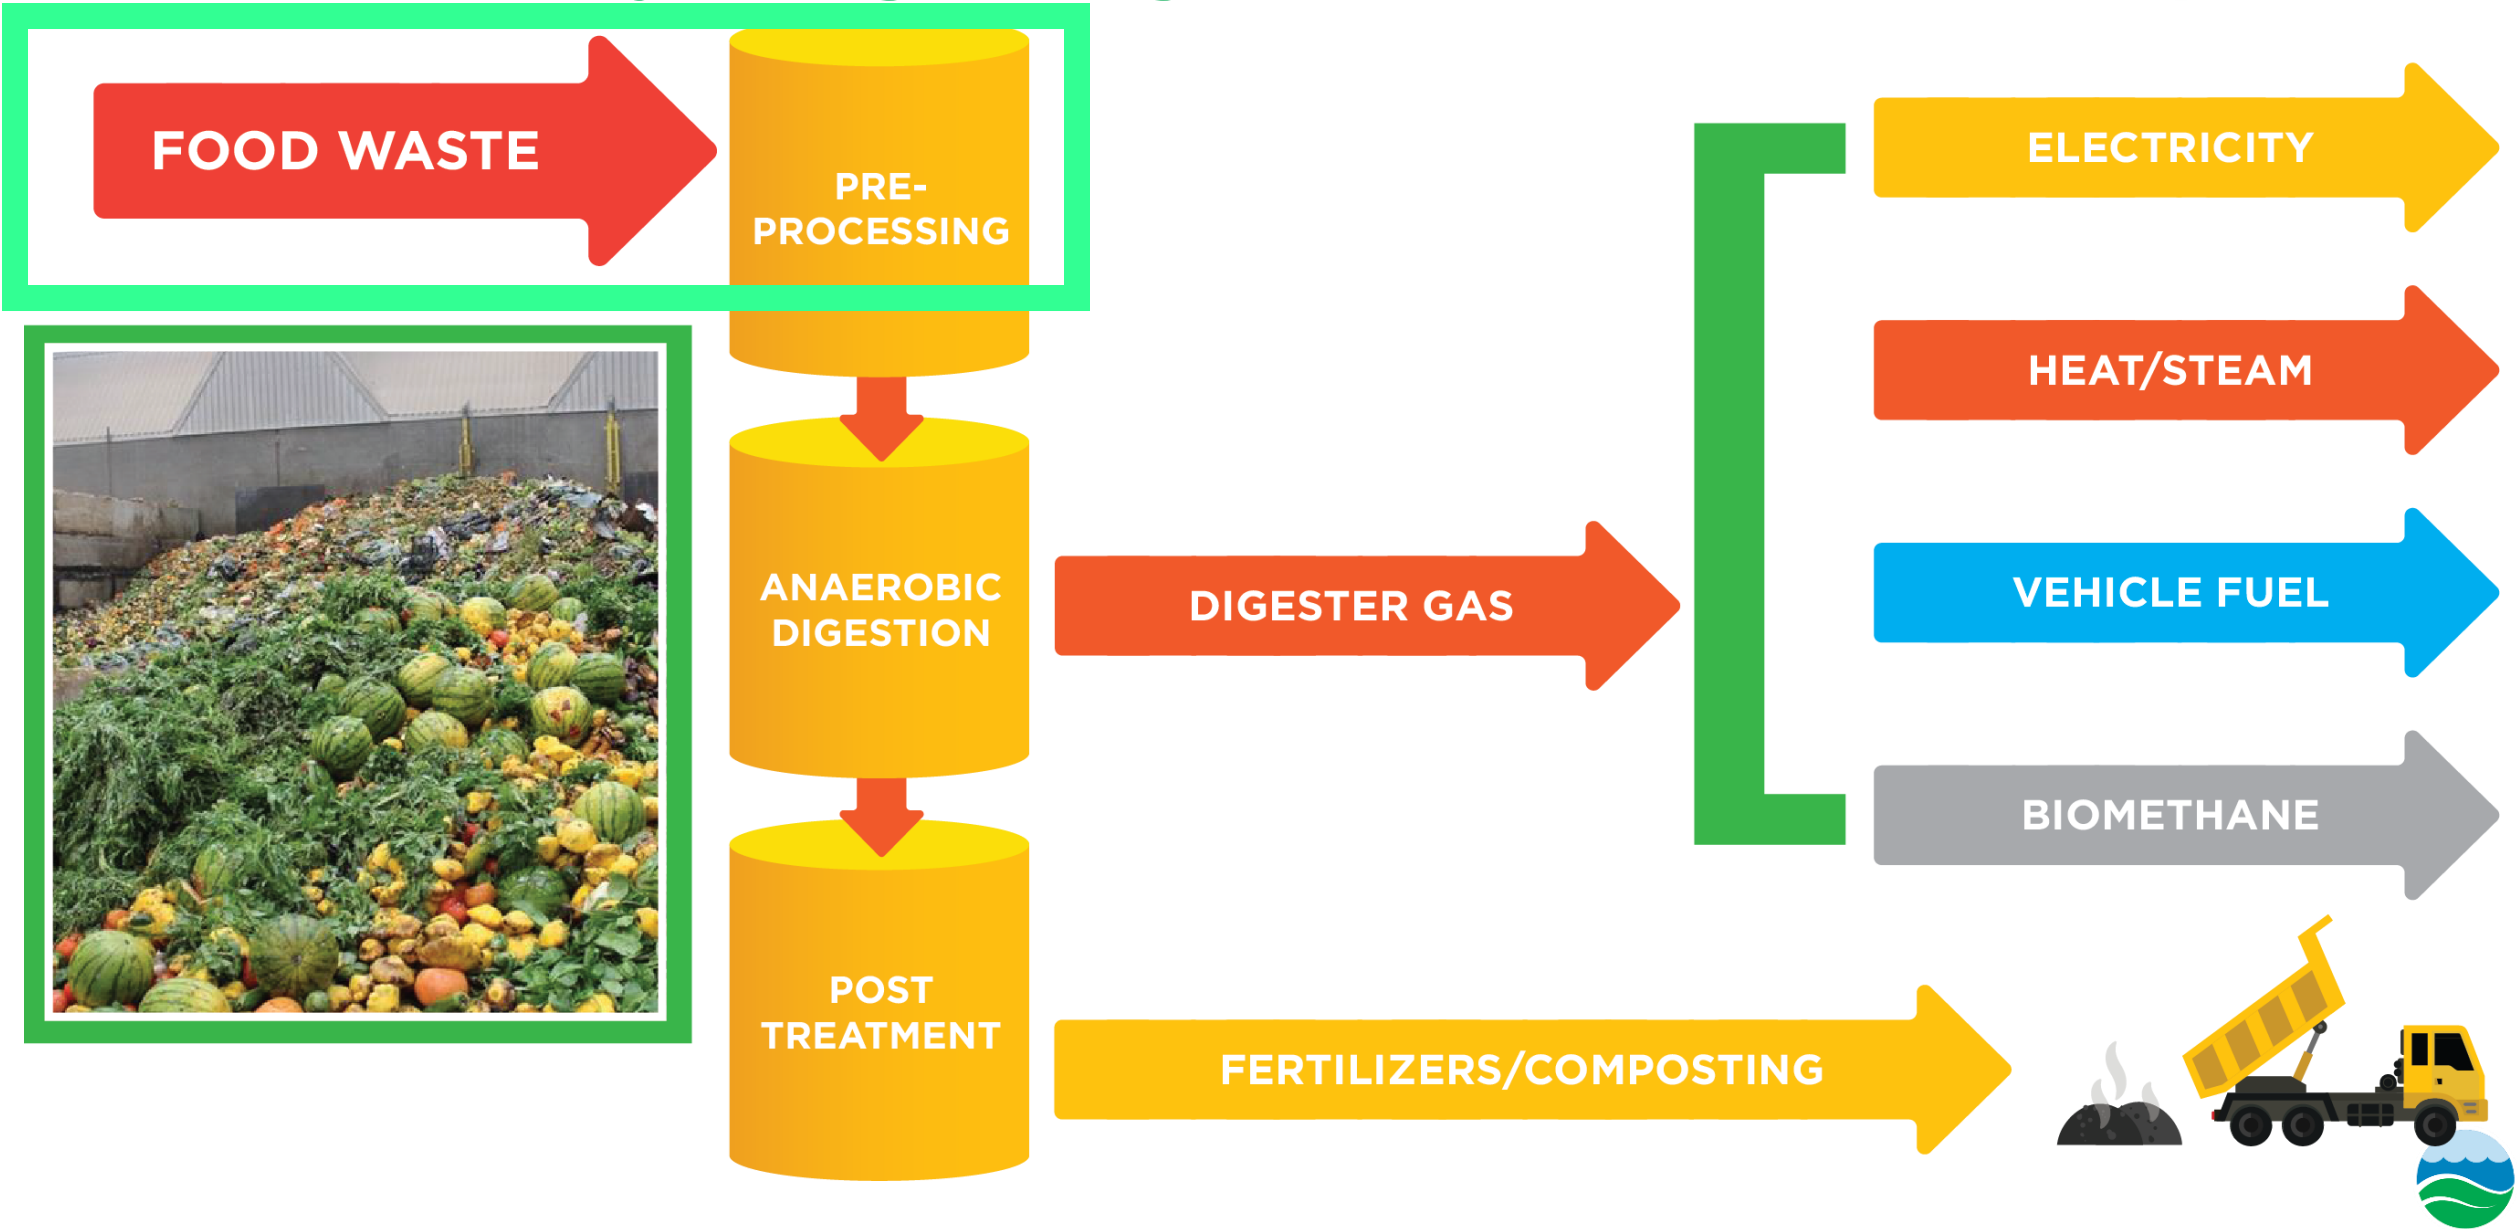 FOOD WASTE
PRE-
PROCESSING
ANAEROBIC
DIGESTION
POST
TREATMENT
DIGESTER GAS
ELECTRICITY
HEAT/STEAM
VEHICLE FUEL
BIOMETHANE
FERTILIZERS/COMPOSTING